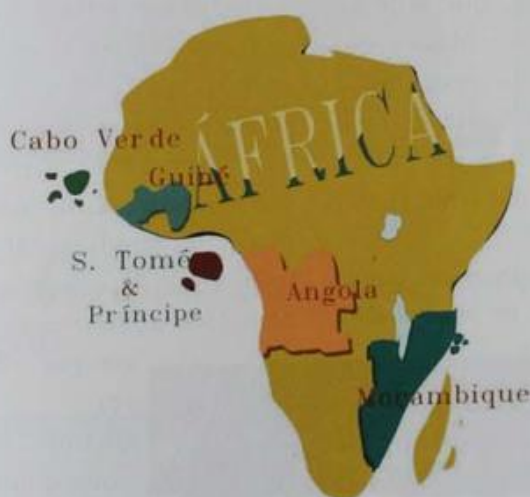 ÁFRICA
Cabo Verde
Guiné
S. Tomé
&
Príncipe
Angola
Moçambique